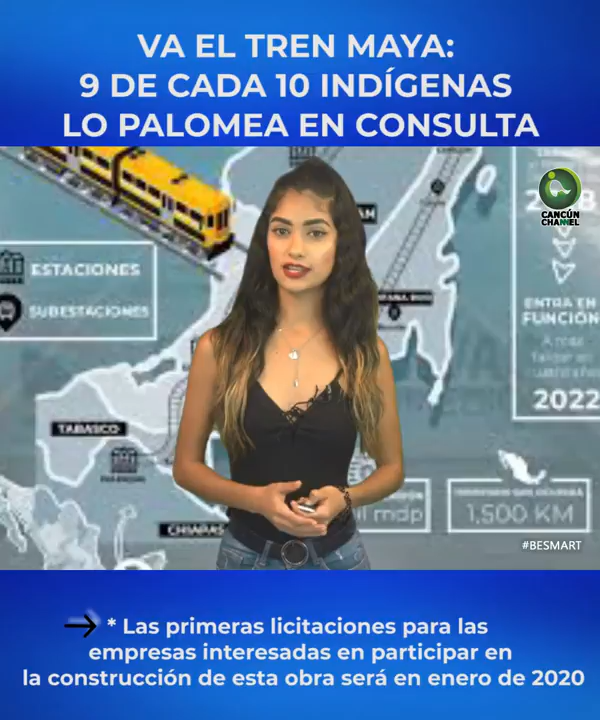 VA EL TREN MAYA:
9 DE CADA 10 INDÍGENAS
LO PALOMEA EN CONSULTA
CANCÚN
CHANNEL
ESTACIONES
SUBESTACIONES
ENTRA EN
FUNCIÓN
2022
TABASCO
CHIAPAS
mdp
1,500 KM
#BESMART
* Las primeras licitaciones para las
empresas interesadas en participar en
la construcción de esta obra será en enero de 2020